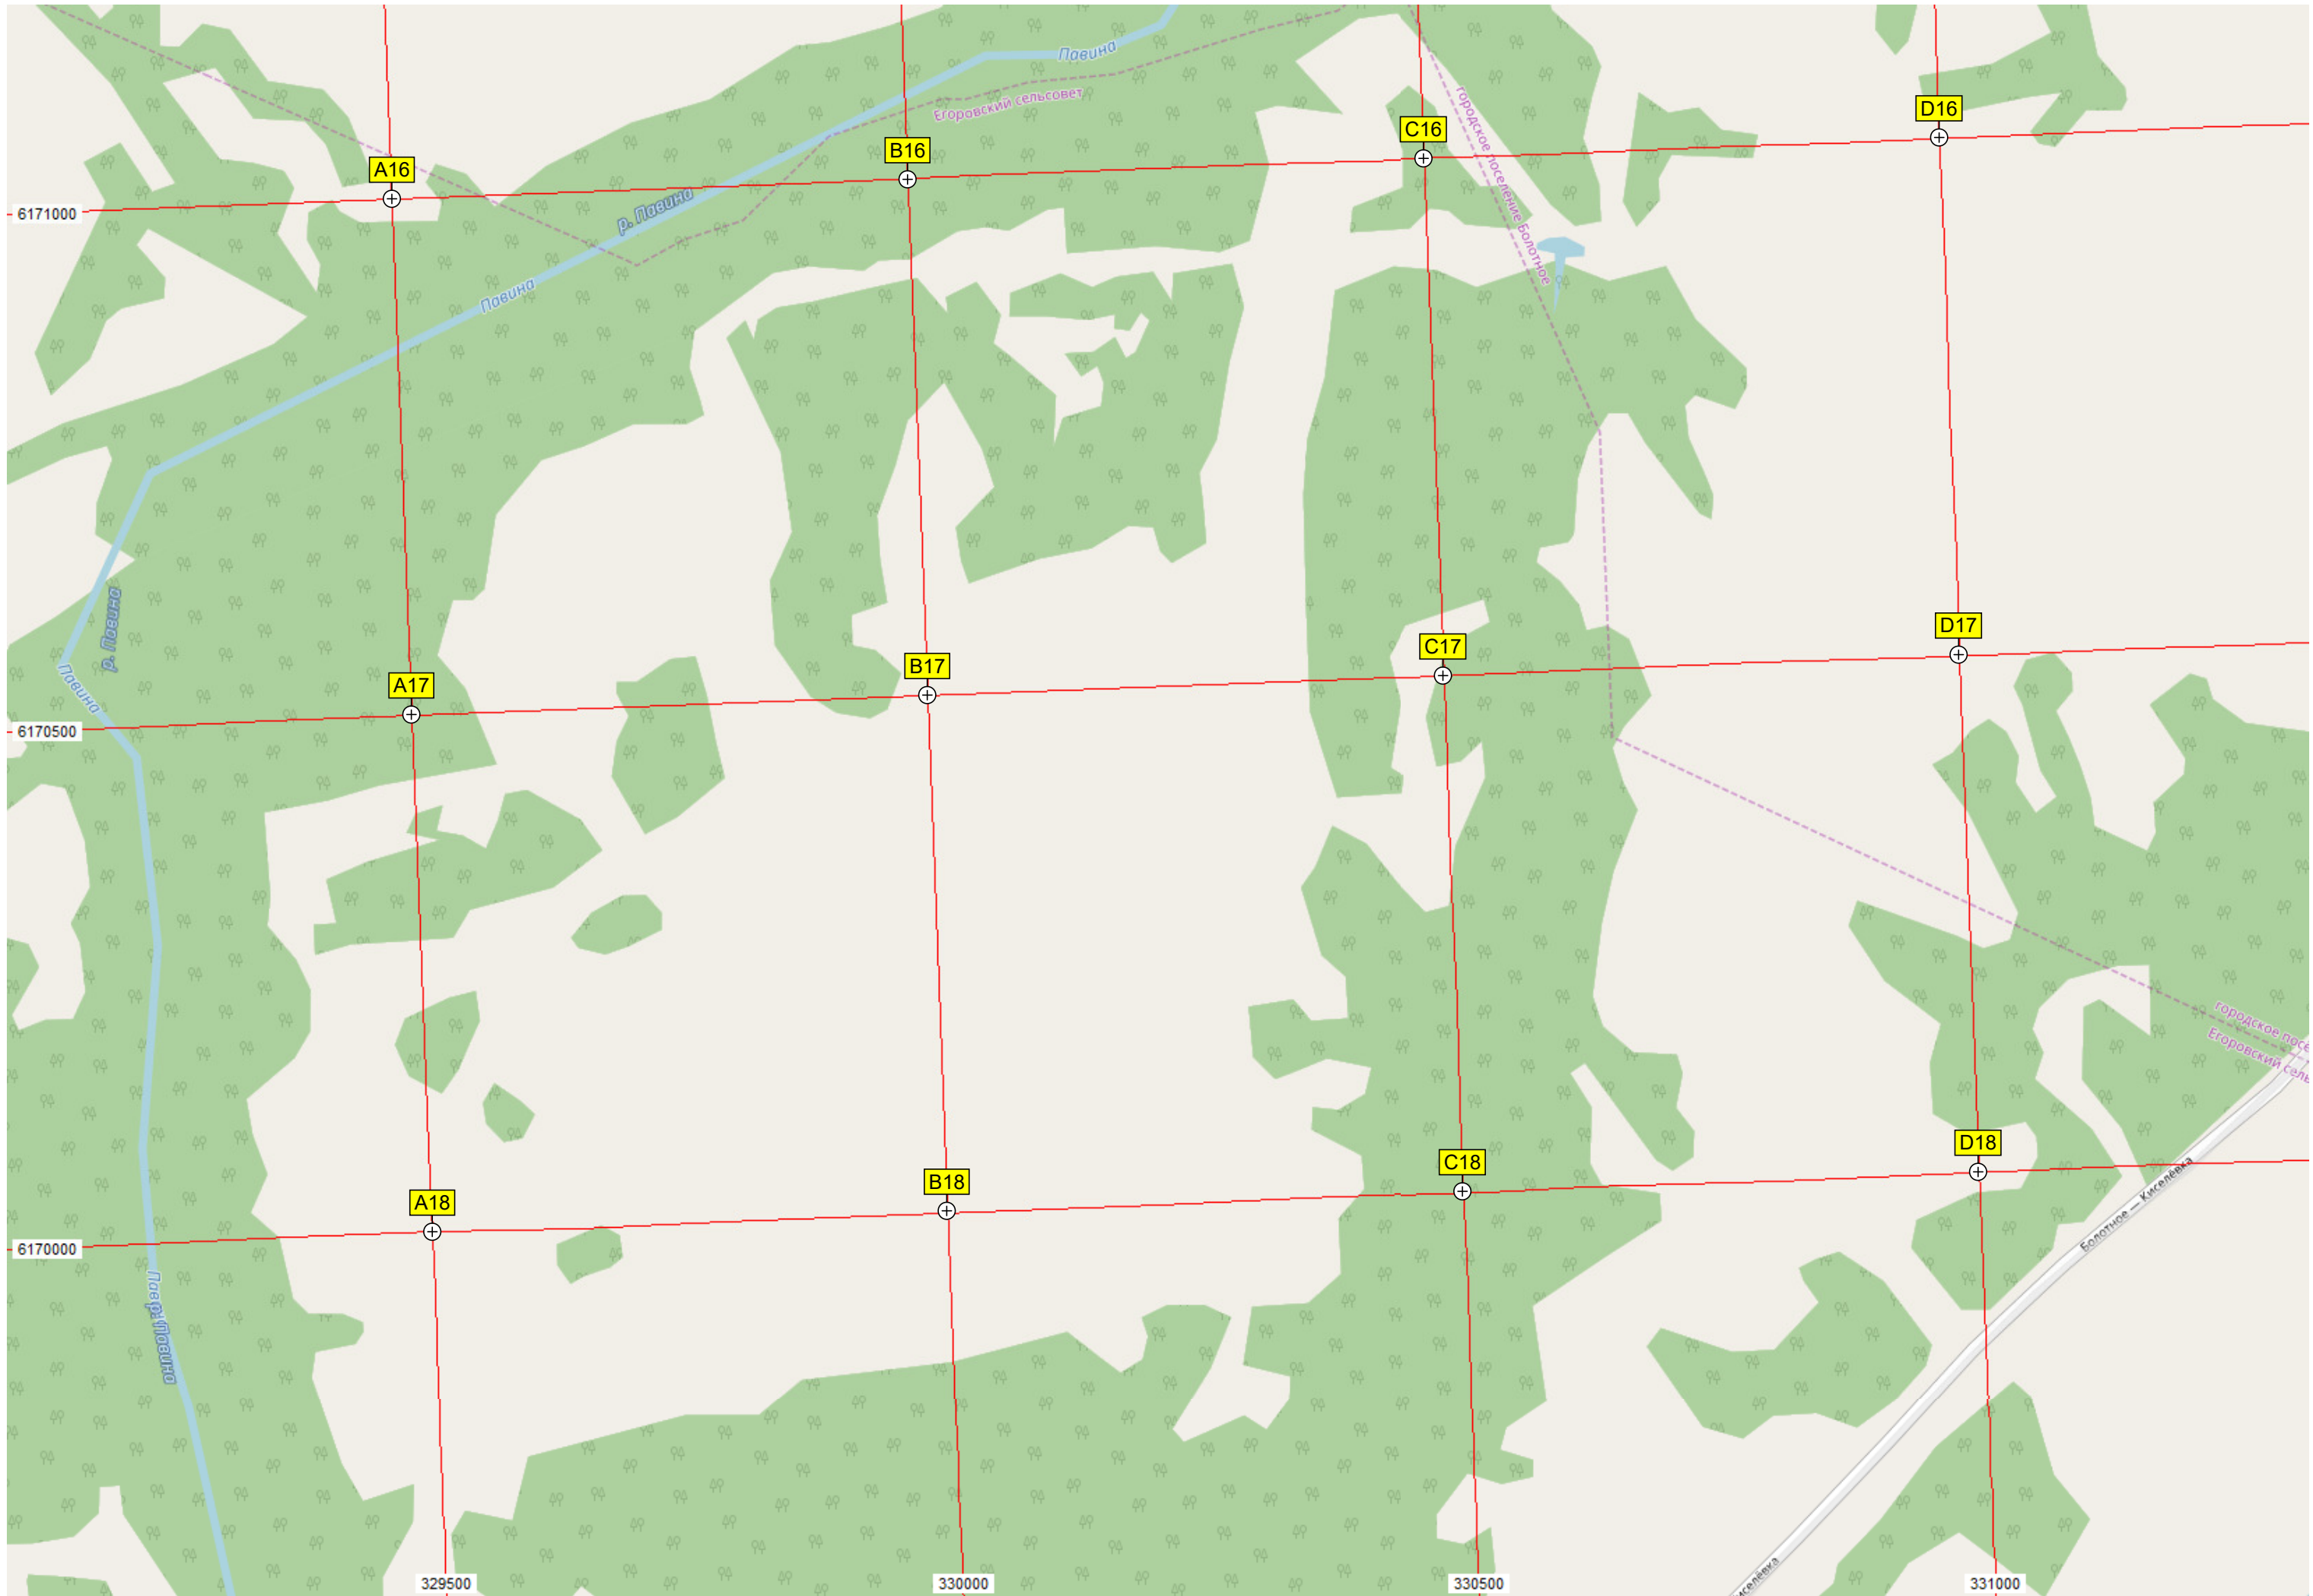 Павина
Егоровский сельсовет
городское поселение Болотное
A16
B16
C16
D16
6171000
р. Павина
Павина
р. Павина
Павина
A17
B17
C17
D17
6170500
городское посе
Егоровский сель
A18
B18
C18
D18
6170000
Болотное — Киселёвка
р. Павина
иселёвка
329500
330000
330500
331000